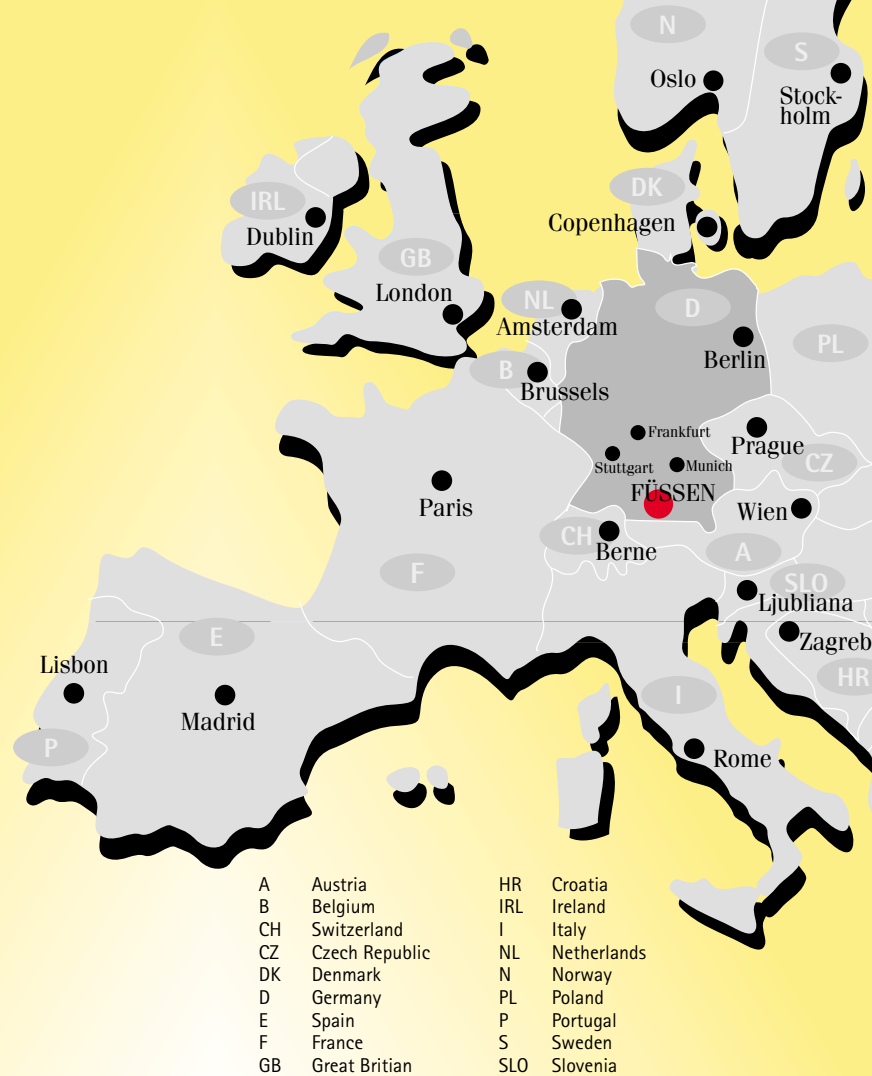 N
S
Oslo
Stock-
holm
DK
IRL
Copenhagen
Dublin
GB
London
NL
D
Amsterdam
PL
Berlin
B
Brussels
Frankfurt
Prague
Stuttgart
Munich
CZ
FÜSSEN
Paris
Wien
CH
Berne
A
F
SLO
Ljubliana
E
Zagreb
Lisbon
HR
I
Madrid
P
Rome
A Austria
B Belgium
CH Switzerland
CZ Czech Republic
DK Denmark
D Germany
E Spain
F France
GB Great Britian
HR Croatia
IRL Ireland
I Italy
NL Netherlands
N Norway
PL Poland
P Portugal
S Sweden
SLO Slovenia